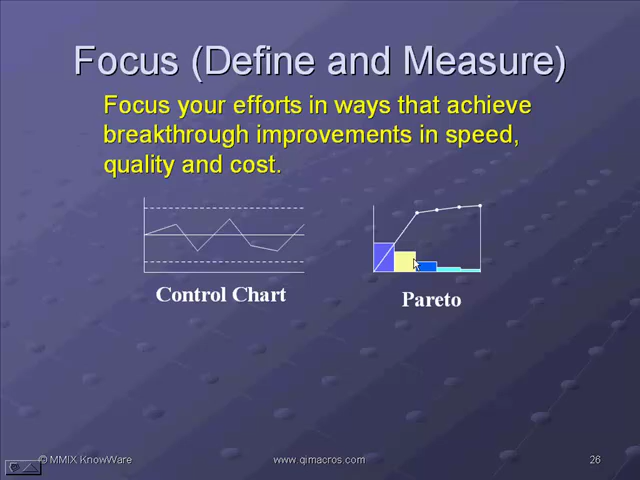 Focus (Define and Measure)
Focus your efforts in ways that achieve
breakthrough improvements in speed,
quality and cost.
Control Chart
Pareto
© MMIX KnowWare
www.qimacros.com
26